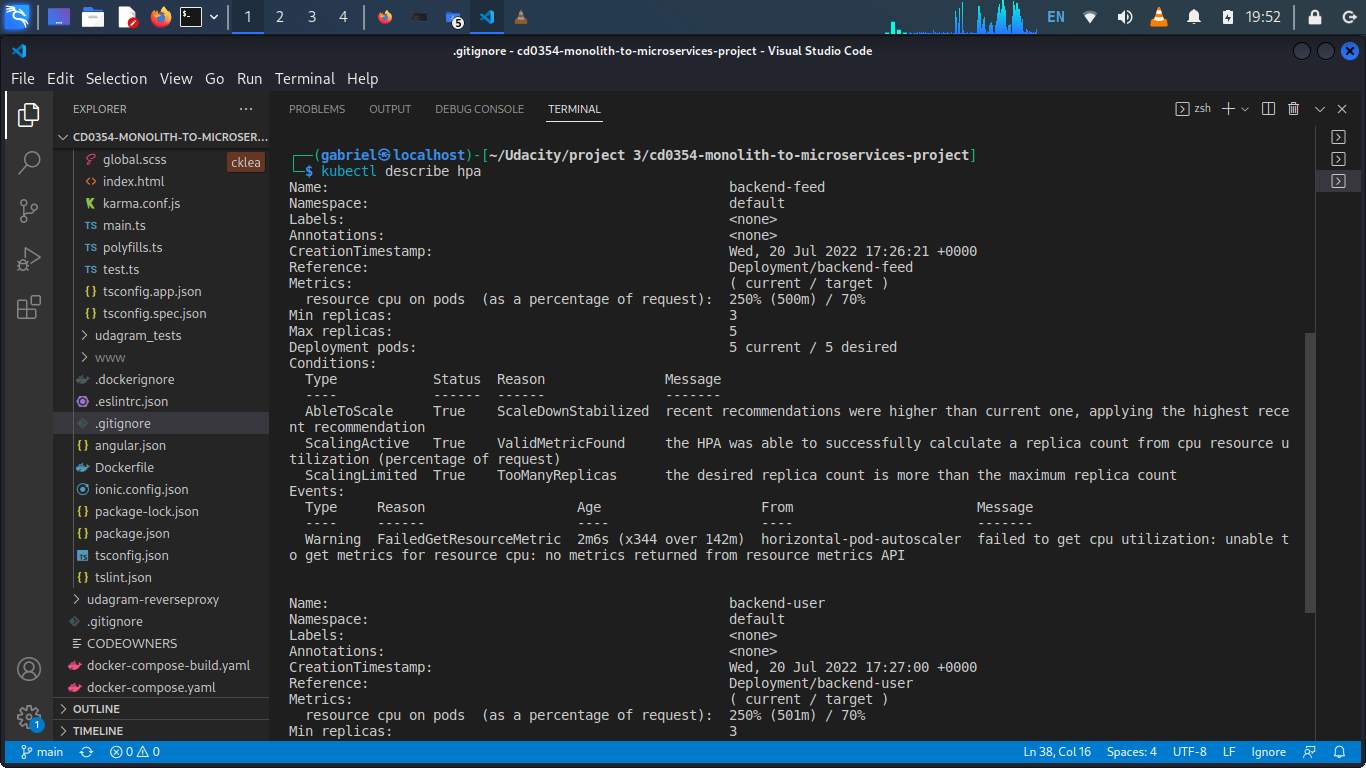 1 2 3 4 5 EN 19:52
.gitignore - cd0354-monolith-to-microservices-project - Visual Studio Code
File Edit Selection View Go Run Terminal Help
EXPLORER ···
CD0354-MONOLITH-TO-MICROSER...
global.scss
cklea
index.html
karma.conf.js
TS main.ts
TS polyfills.ts
TS test.ts
{} tsconfig.app.json
{} tsconfig.spec.json
udagram_tests
www
.dockerignore
.eslintrc.json
.gitignore
angular.json
Dockerfile
ionic.config.json
{} package-lock.json
{} package.json
TS tsconfig.json
{} tslint.json
udagram-reverseproxy
.gitignore
CODEOWNERS
docker-compose-build.yaml
docker-compose.yaml
OUTLINE
TIMELINE
1
PROBLEMS OUTPUT DEBUG CONSOLE TERMINAL
zsh
┌──(gabriel㉿localhost)-[~/Udacity/project 3/cd0354-monolith-to-microservices-project]
└─$ kubectl describe hpa
Name: backend-feed
Namespace: default
Labels: <none>
Annotations: <none>
CreationTimestamp: Wed, 20 Jul 2022 17:26:21 +0000
Reference: Deployment/backend-feed
Metrics: ( current / target )
resource cpu on pods (as a percentage of request): 250% (500m) / 70%
Min replicas: 3
Max replicas: 5
Deployment pods: 5 current / 5 desired
Conditions:
Type Status Reason Message
---- ------ ------ -------
AbleToScale True ScaleDownStabilized recent recommendations were higher than current one, applying the highest rece
nt recommendation
ScalingActive True ValidMetricFound the HPA was able to successfully calculate a replica count from cpu resource u
tilization (percentage of request)
ScalingLimited True TooManyReplicas the desired replica count is more than the maximum replica count
Events:
Type Reason Age From Message
---- ------ ---- ---- -------
Warning FailedGetResourceMetric 2m6s (x344 over 142m) horizontal-pod-autoscaler failed to get cpu utilization: unable t
o get metrics for resource cpu: no metrics returned from resource metrics API
Name: backend-user
Namespace: default
Labels: <none>
Annotations: <none>
CreationTimestamp: Wed, 20 Jul 2022 17:27:00 +0000
Reference: Deployment/backend-user
Metrics: ( current / target )
resource cpu on pods (as a percentage of request): 250% (501m) / 70%
Min replicas: 3
main 0 0 Ln 38, Col 16 Spaces: 4 UTF-8 LF Ignore